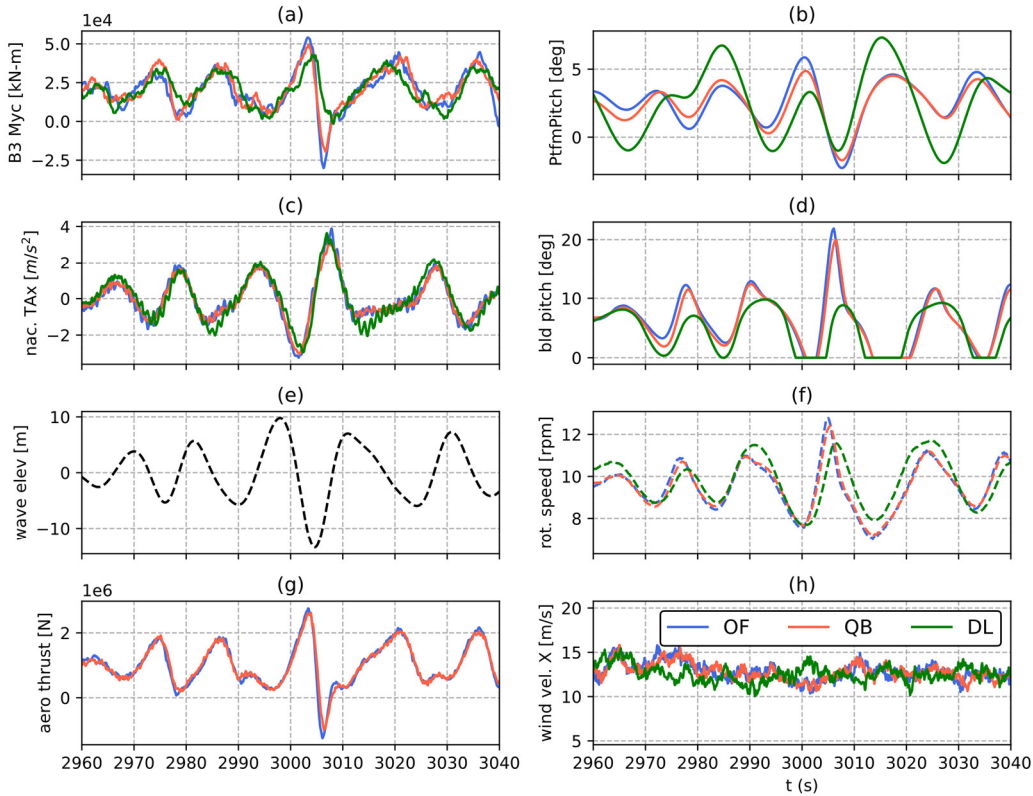 (a)
1e4
B3 Myc [kN-m]
5.0
2.5
0.0
−2.5
(b)
PtfmPitch [deg]
5
0
(c)
nac. TAx [m/s²]
4
2
0
−2
(d)
bld pitch [deg]
20
10
0
(e)
wave elev [m]
10
0
−10
(f)
rot. speed [rpm]
12
10
8
(g)
1e6
aero thrust [N]
2
0
2960 2970 2980 2990 3000 3010 3020 3030 3040
(h)
wind vel. X [m/s]
20
15
10
5
OF QB DL
2960 2970 2980 2990 3000 3010 3020 3030 3040
t (s)